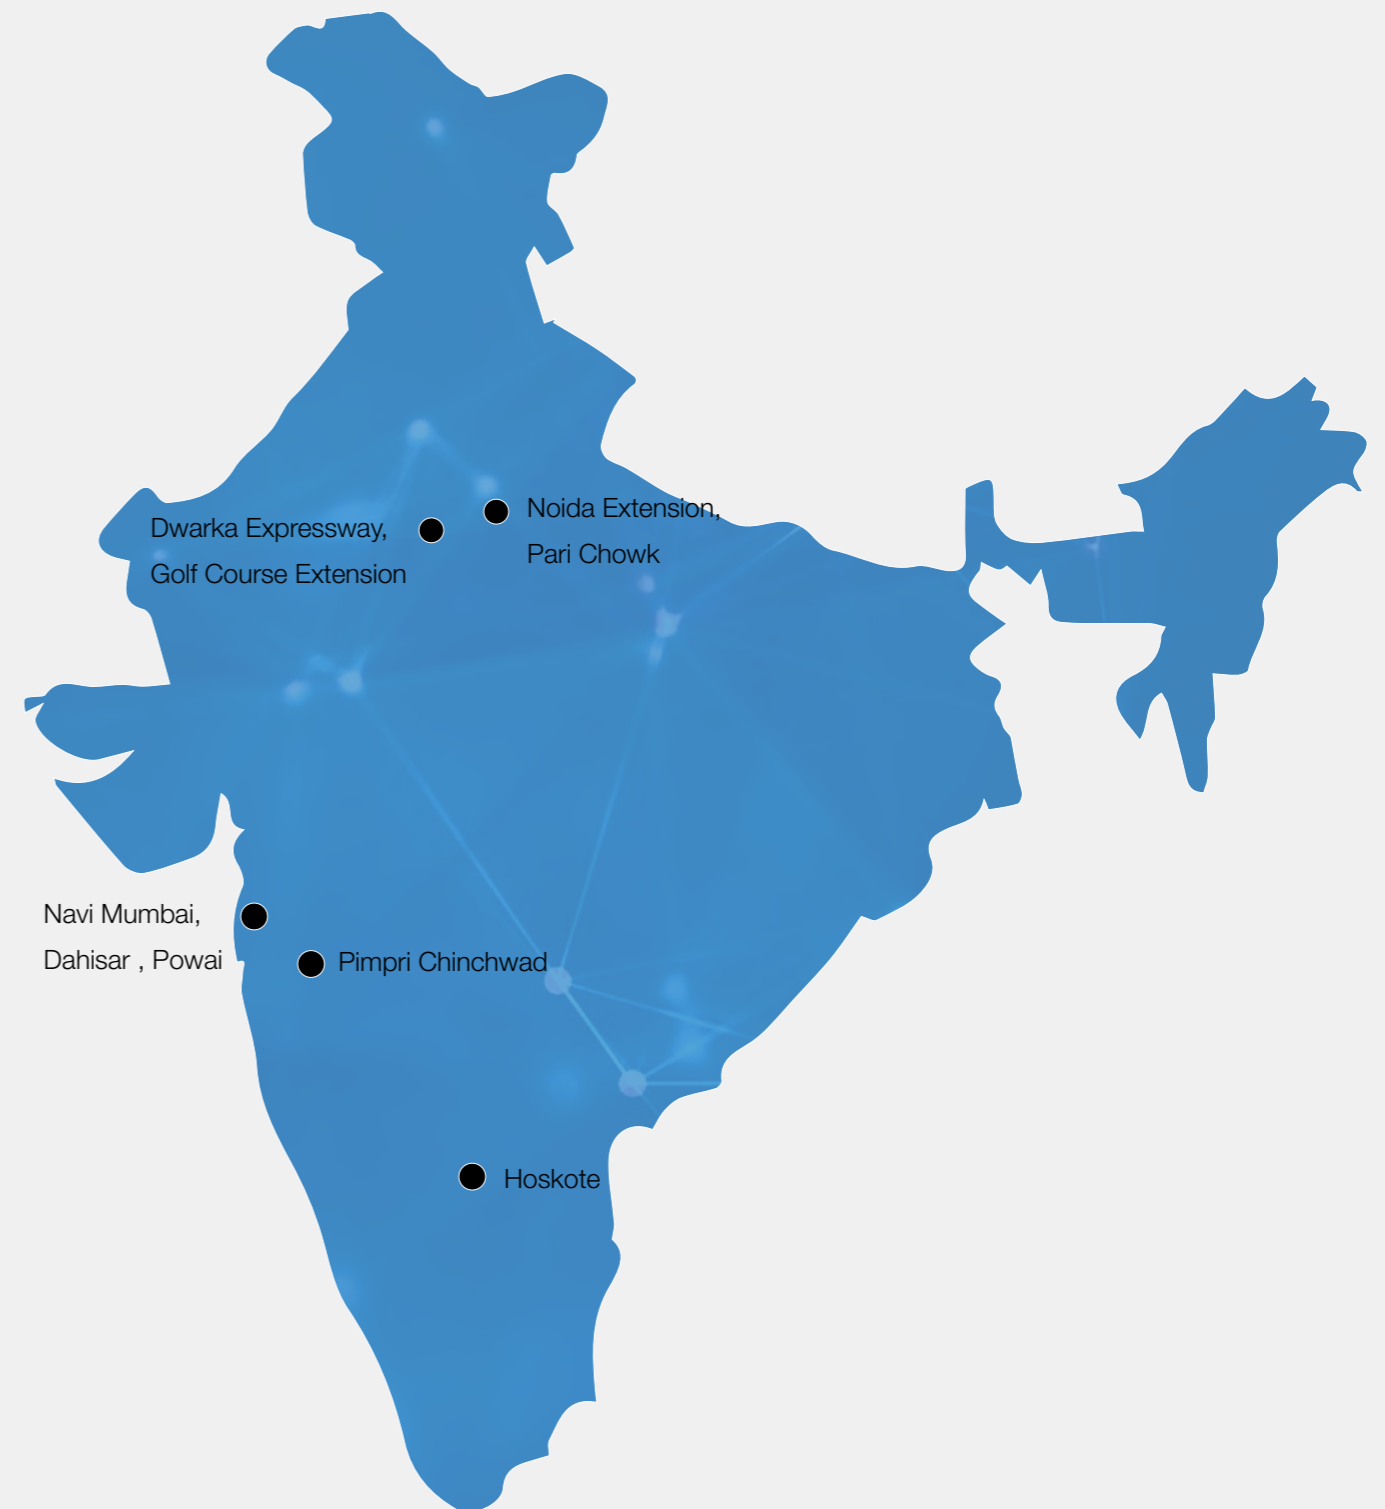 Noida Extension,
Pari Chowk
Dwarka Expressway,
Golf Course Extension
Navi Mumbai,
Dahisar , Powai
Pimpri Chinchwad
Hoskote